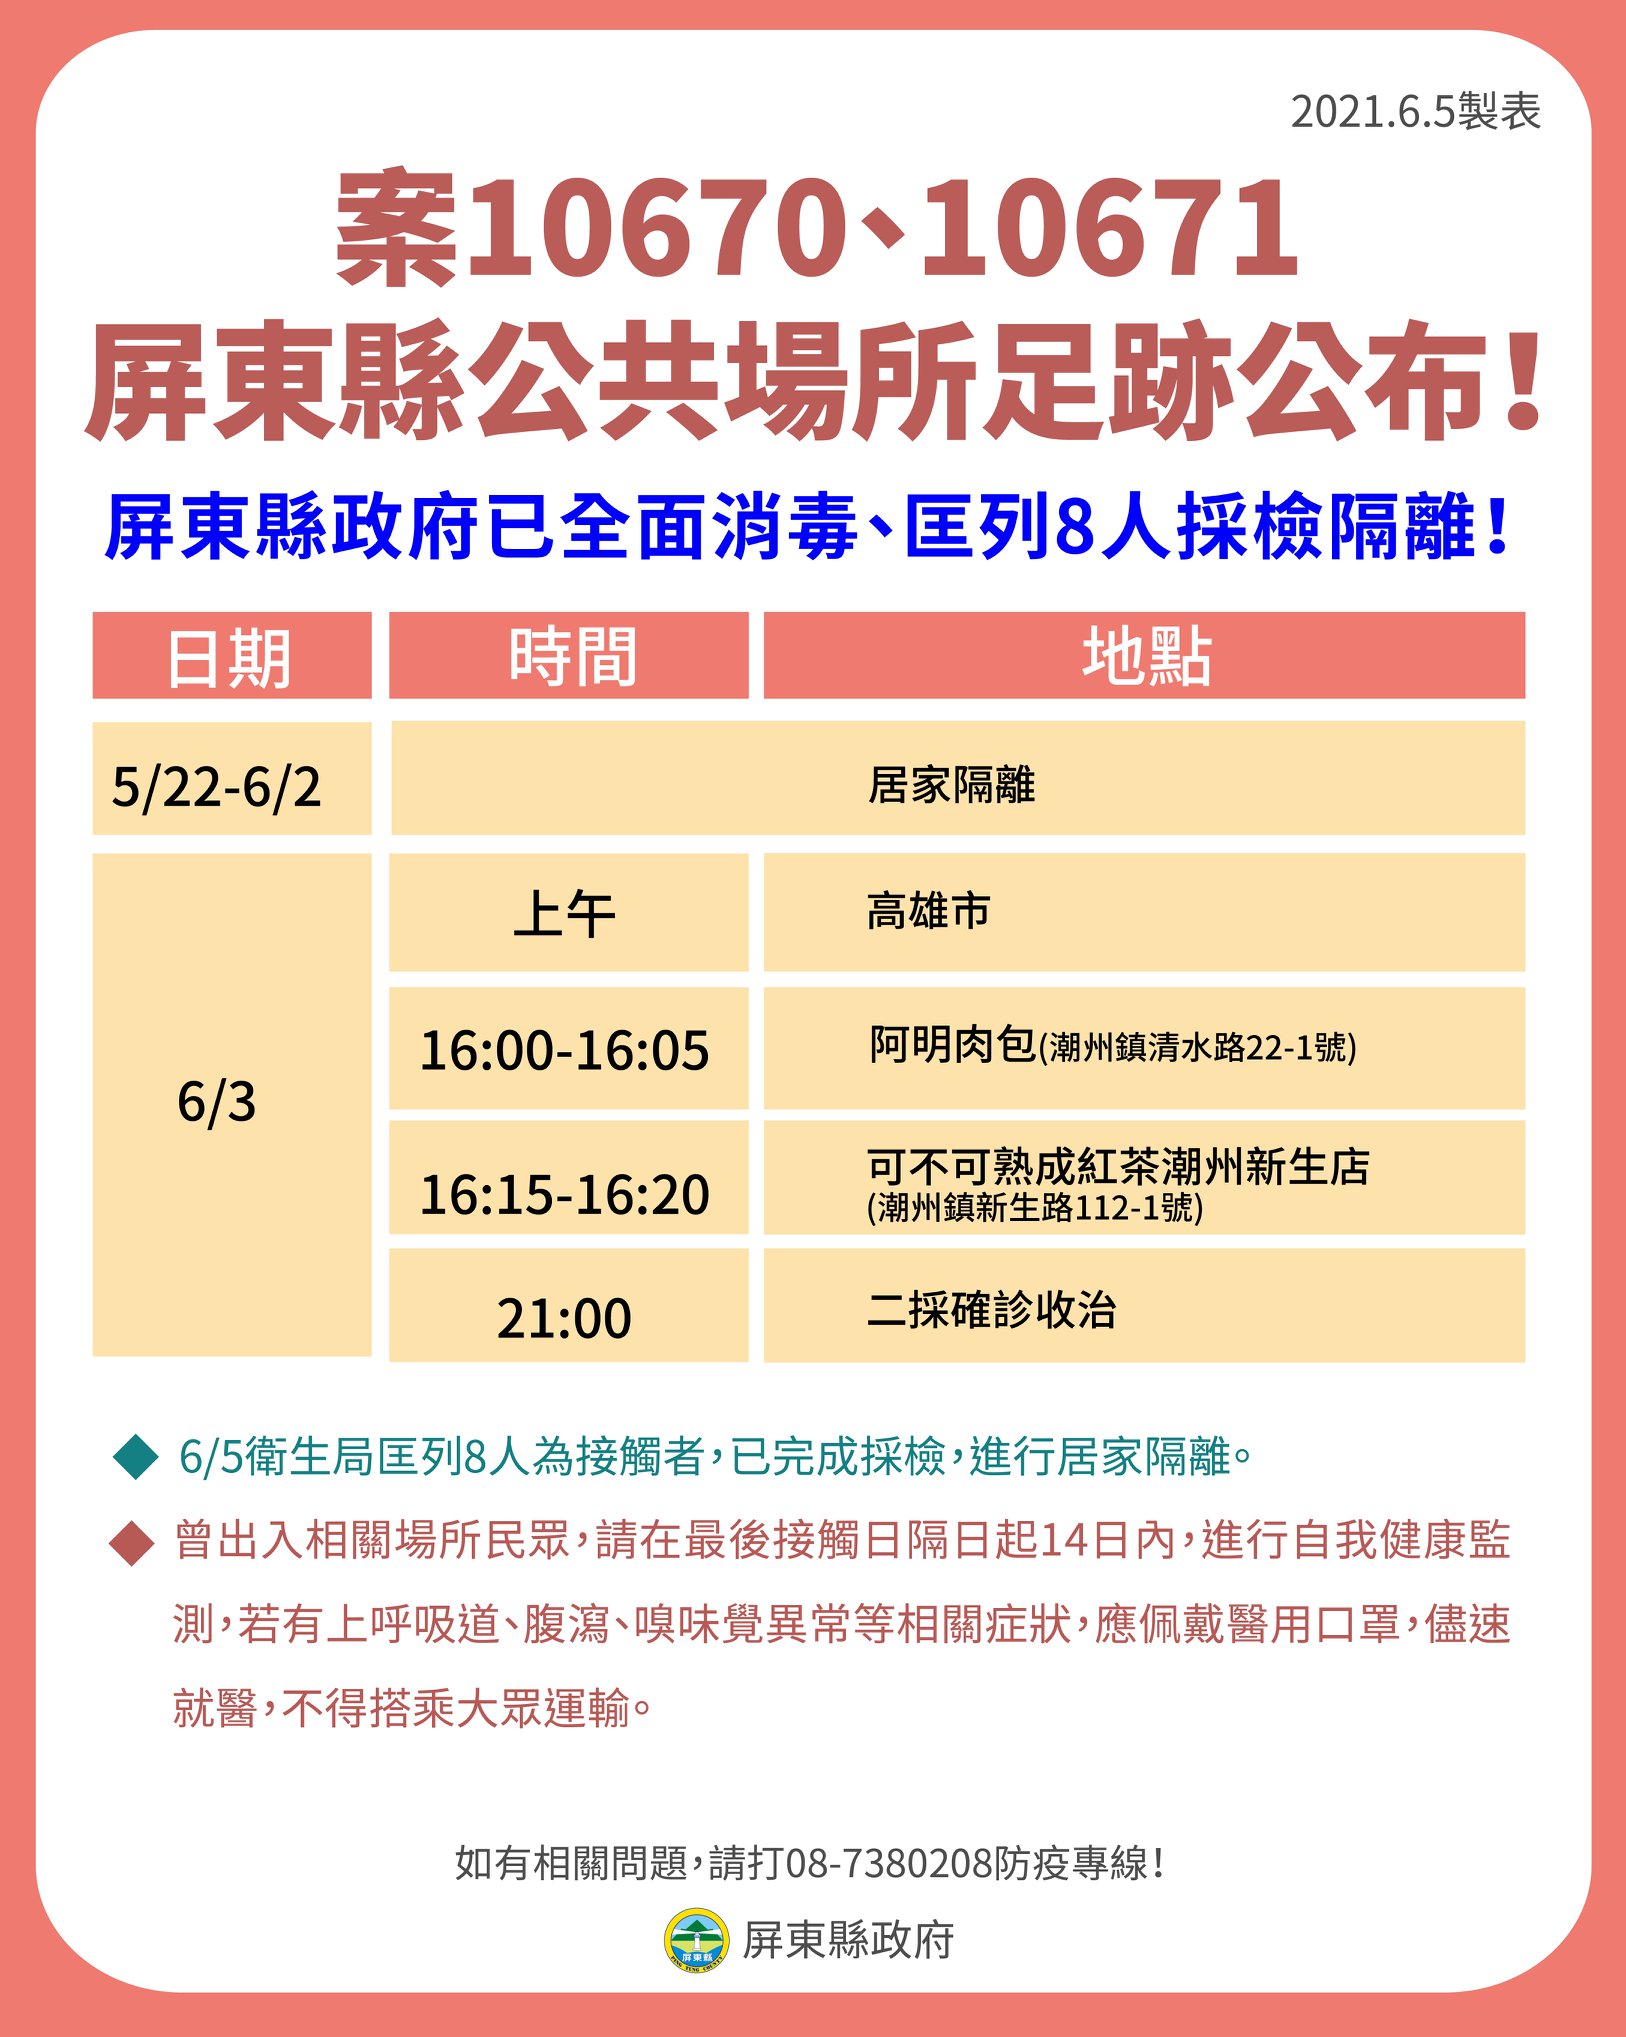 2021.6.5製表
案10670、10671
屏東縣公共場所足跡公布！
屏東縣政府已全面消毒、匡列8人採檢隔離！
日期 時間 地點
5/22-6/2 居家隔離
6/3
上午 高雄市
16:00-16:05 阿明肉包(潮州鎮清水路22-1號)
16:15-16:20 可不可熟成紅茶潮州新生店
(潮州鎮新生路112-1號)
21:00 二採確診收治
◆ 6/5衛生局匡列8人為接觸者，已完成採檢，進行居家隔離。
◆ 曾出入相關場所民眾，請在最後接觸日隔日起14日內，進行自我健康監
測，若有上呼吸道、腹瀉、嗅味覺異常等相關症狀，應佩戴醫用口罩，儘速
就醫，不得搭乘大眾運輸。
如有相關問題，請打08-7380208防疫專線！
屏東縣
PING TUNG COUNTY
屏東縣政府